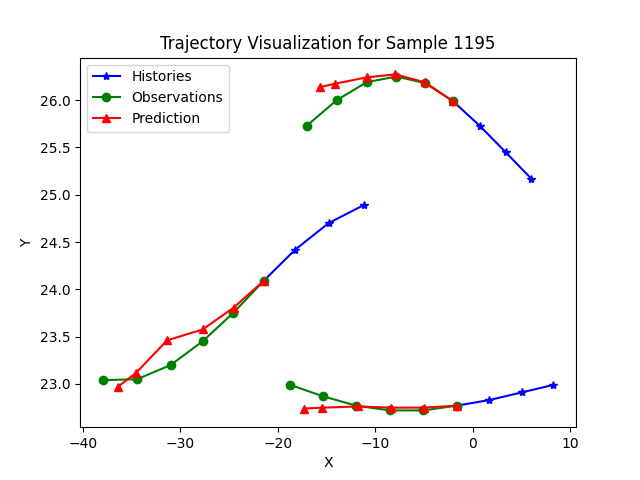 Trajectory Visualization for Sample 1195
Histories
Observations
Prediction
26.0
25.5
25.0
24.5
24.0
23.5
23.0
Y
−40 −30 −20 −10 0 10
X